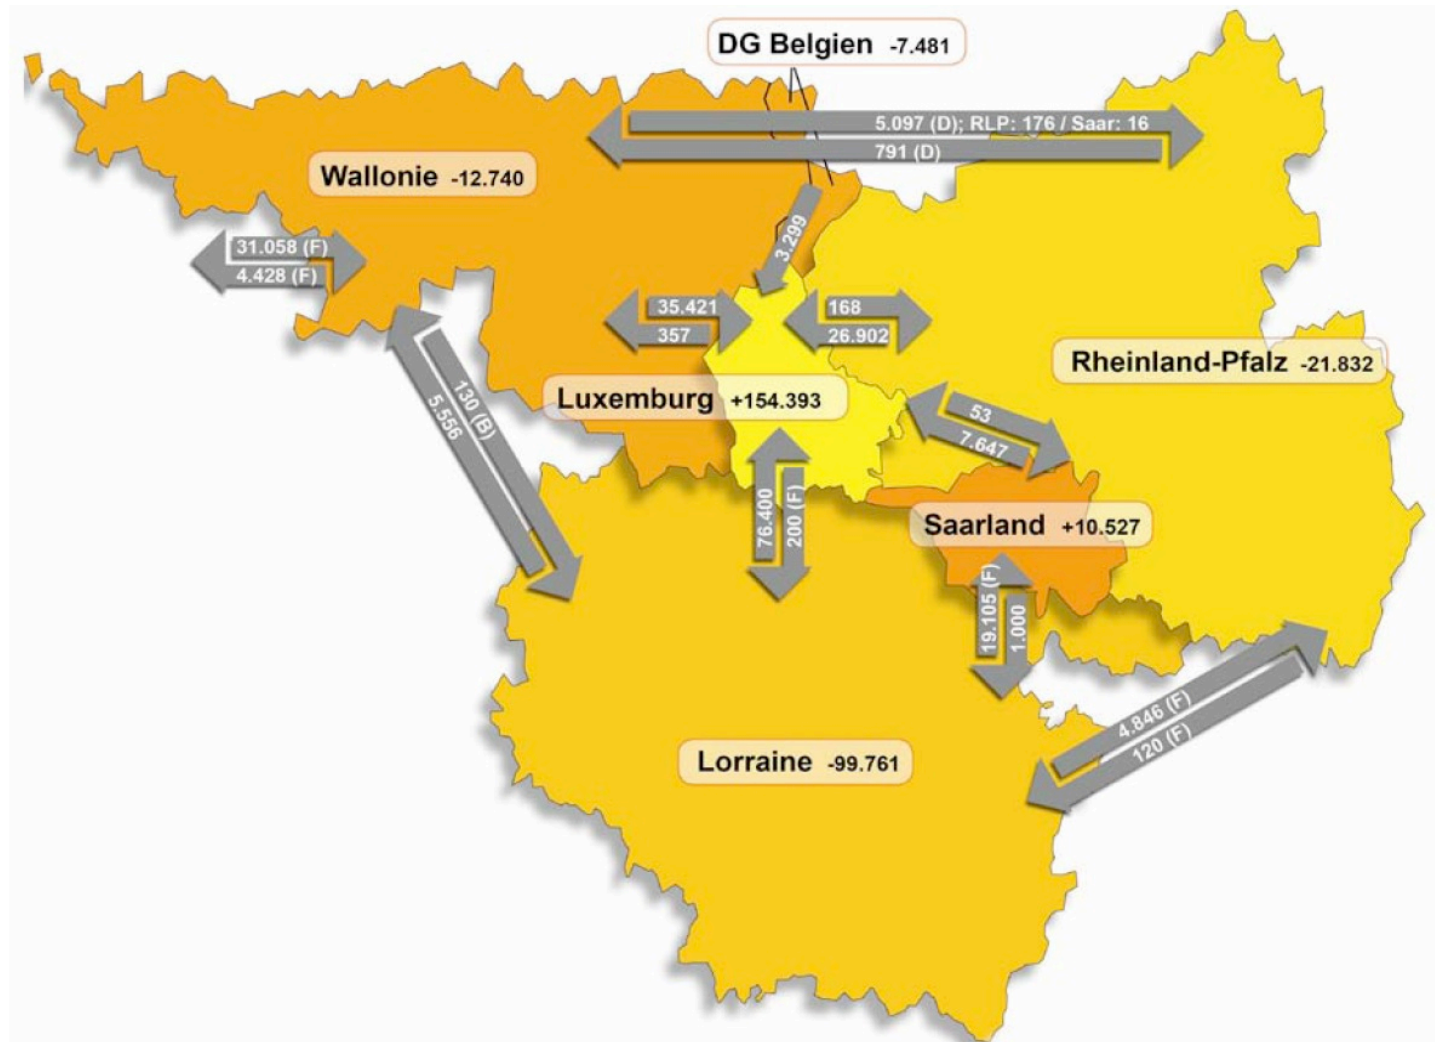 DG Belgien -7.481
5.097 (D); RLP: 176 / Saar: 16
791 (D)
Wallonie -12.740
3.299
31.058 (F)
4.428 (F)
35.421
357
168
26.902
Rheinland-Pfalz -21.832
Luxemburg +154.393
130 (B)
5.556
53
7.647
76.400
200 (F)
Saarland +10.527
19.105 (F)
1.000
4.846 (F)
120 (F)
Lorraine -99.761